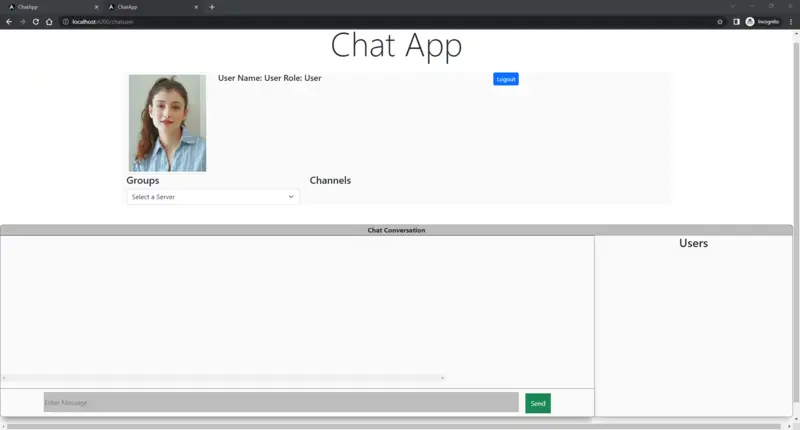 ChatApp
ChatApp
localhost:4200/chatuser
Incognito
Chat App
User Name: User Role: User
Logout
Groups
Channels
Select a Server
Chat Conversation
Users
Enter Message...
Send